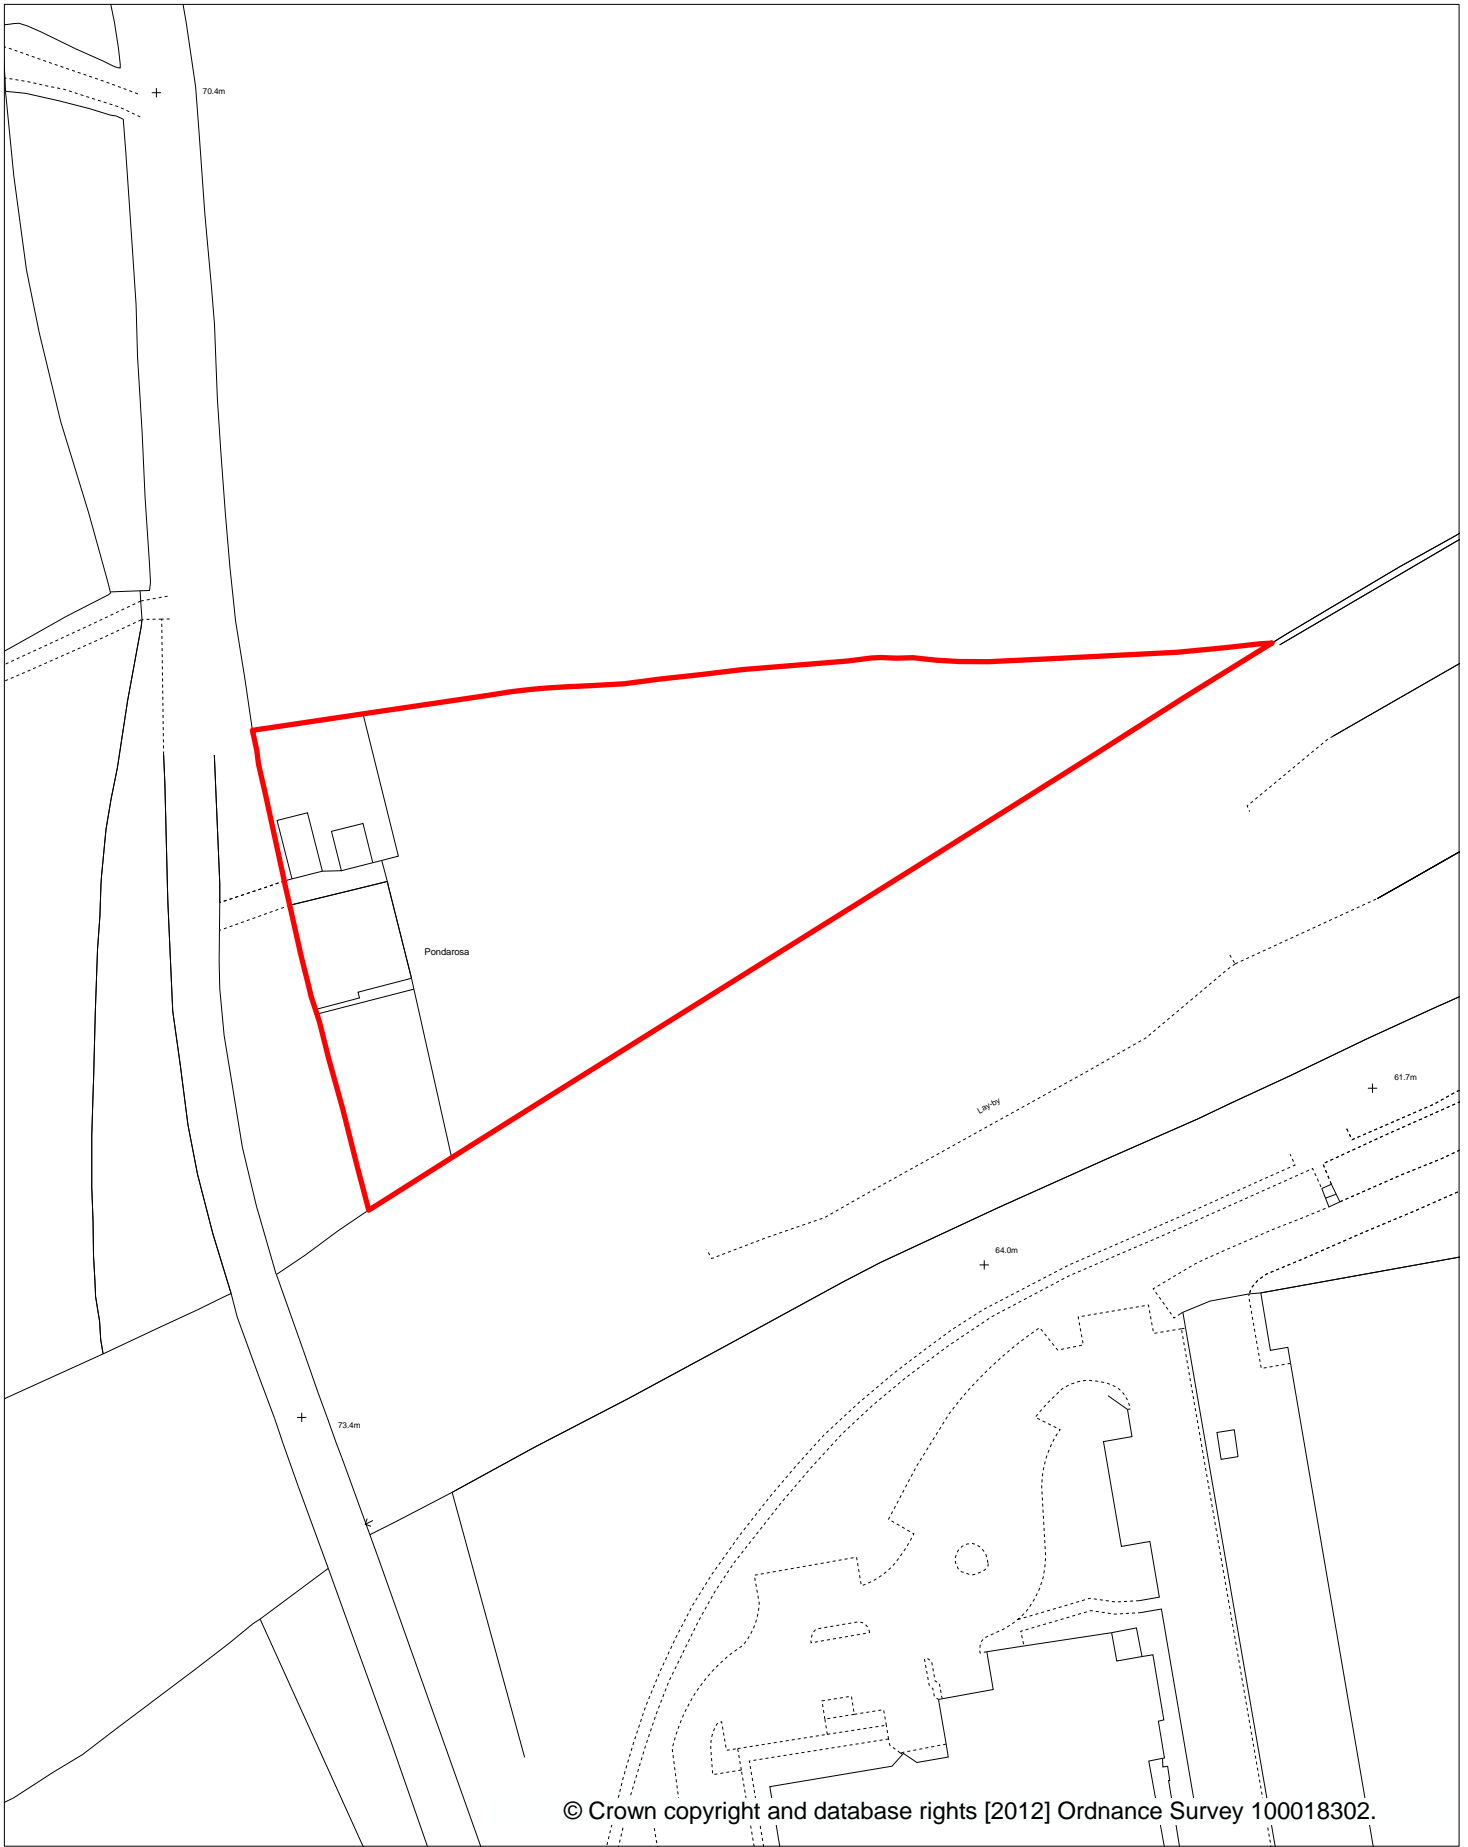 70.4m
Pondarosa
61.7m
Lay-by
64.0m
73.4m
© Crown copyright and database rights [2012] Ordnance Survey 100018302.